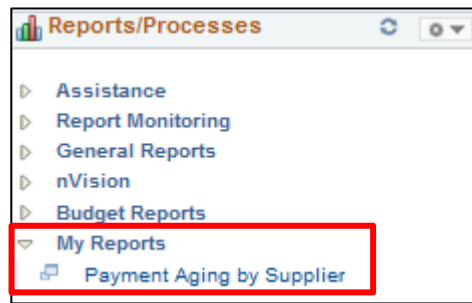 Reports/Processes
Assistance
Report Monitoring
General Reports
nVision
Budget Reports
My Reports
Payment Aging by Supplier